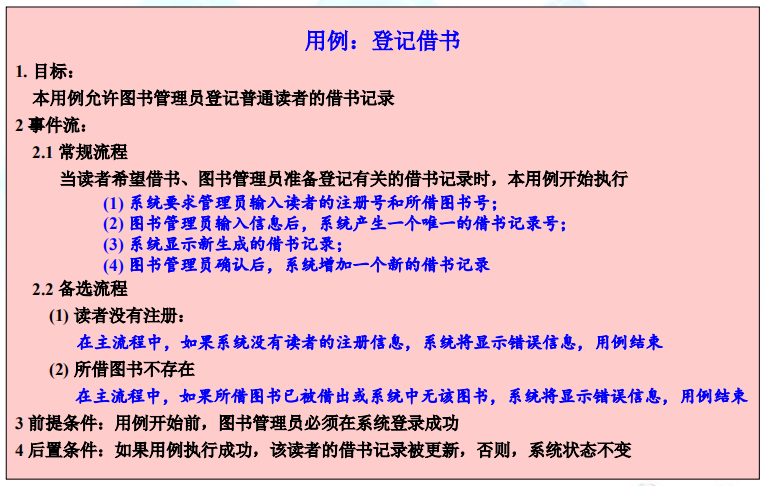 用例：登记借书
1. 目标：
本用例允许图书管理员登记普通读者的借书记录
2 事件流：
2.1 常规流程
当读者希望借书、图书管理员准备登记有关的借书记录时，本用例开始执行
(1) 系统要求管理员输入读者的注册号和所借图书号；
(2) 图书管理员输入信息后，系统产生一个唯一的借书记录号；
(3) 系统显示新生成的借书记录；
(4) 图书管理员确认后，系统增加一个新的借书记录
2.2 备选流程
(1) 读者没有注册：
在主流程中，如果系统没有读者的注册信息，系统将显示错误信息，用例结束
(2) 所借图书不存在
在主流程中，如果所借图书已被借出或系统中无该图书，系统将显示错误信息，用例结束
3 前提条件：用例开始前，图书管理员必须在系统登录成功
4 后置条件：如果用例执行成功，该读者的借书记录被更新，否则，系统状态不变